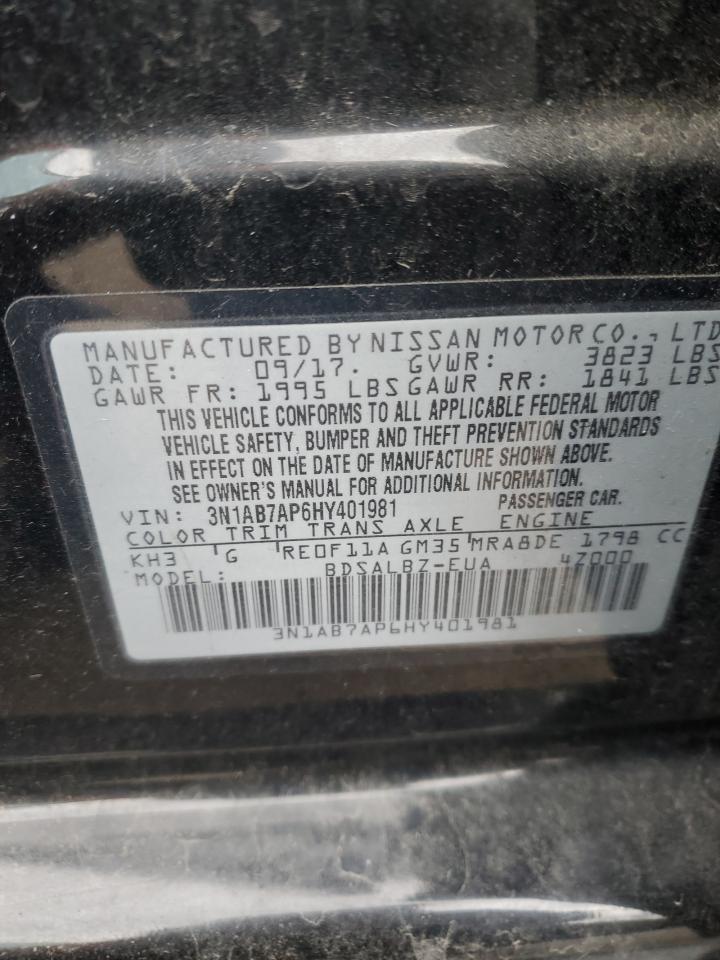 MANUFACTURED BY NISSAN MOTOR CO., LTD
DATE: 09/17. GVWR: 3823 LBS
GAWR FR: 1995 LBS GAWR RR: 1841 LBS
THIS VEHICLE CONFORMS TO ALL APPLICABLE FEDERAL MOTOR
VEHICLE SAFETY, BUMPER AND THEFT PREVENTION STANDARDS
IN EFFECT ON THE DATE OF MANUFACTURE SHOWN ABOVE.
SEE OWNER'S MANUAL FOR ADDITIONAL INFORMATION.
VIN: 3N1AB7AP6HY401981 PASSENGER CAR.
COLOR TRIM TRANS AXLE ENGINE
KH3 G RE0F11A GM35 MRA8DE 1798 CC
MODEL: BDSALBZ-EUA 4Z000
3N1AB7AP6HY401981